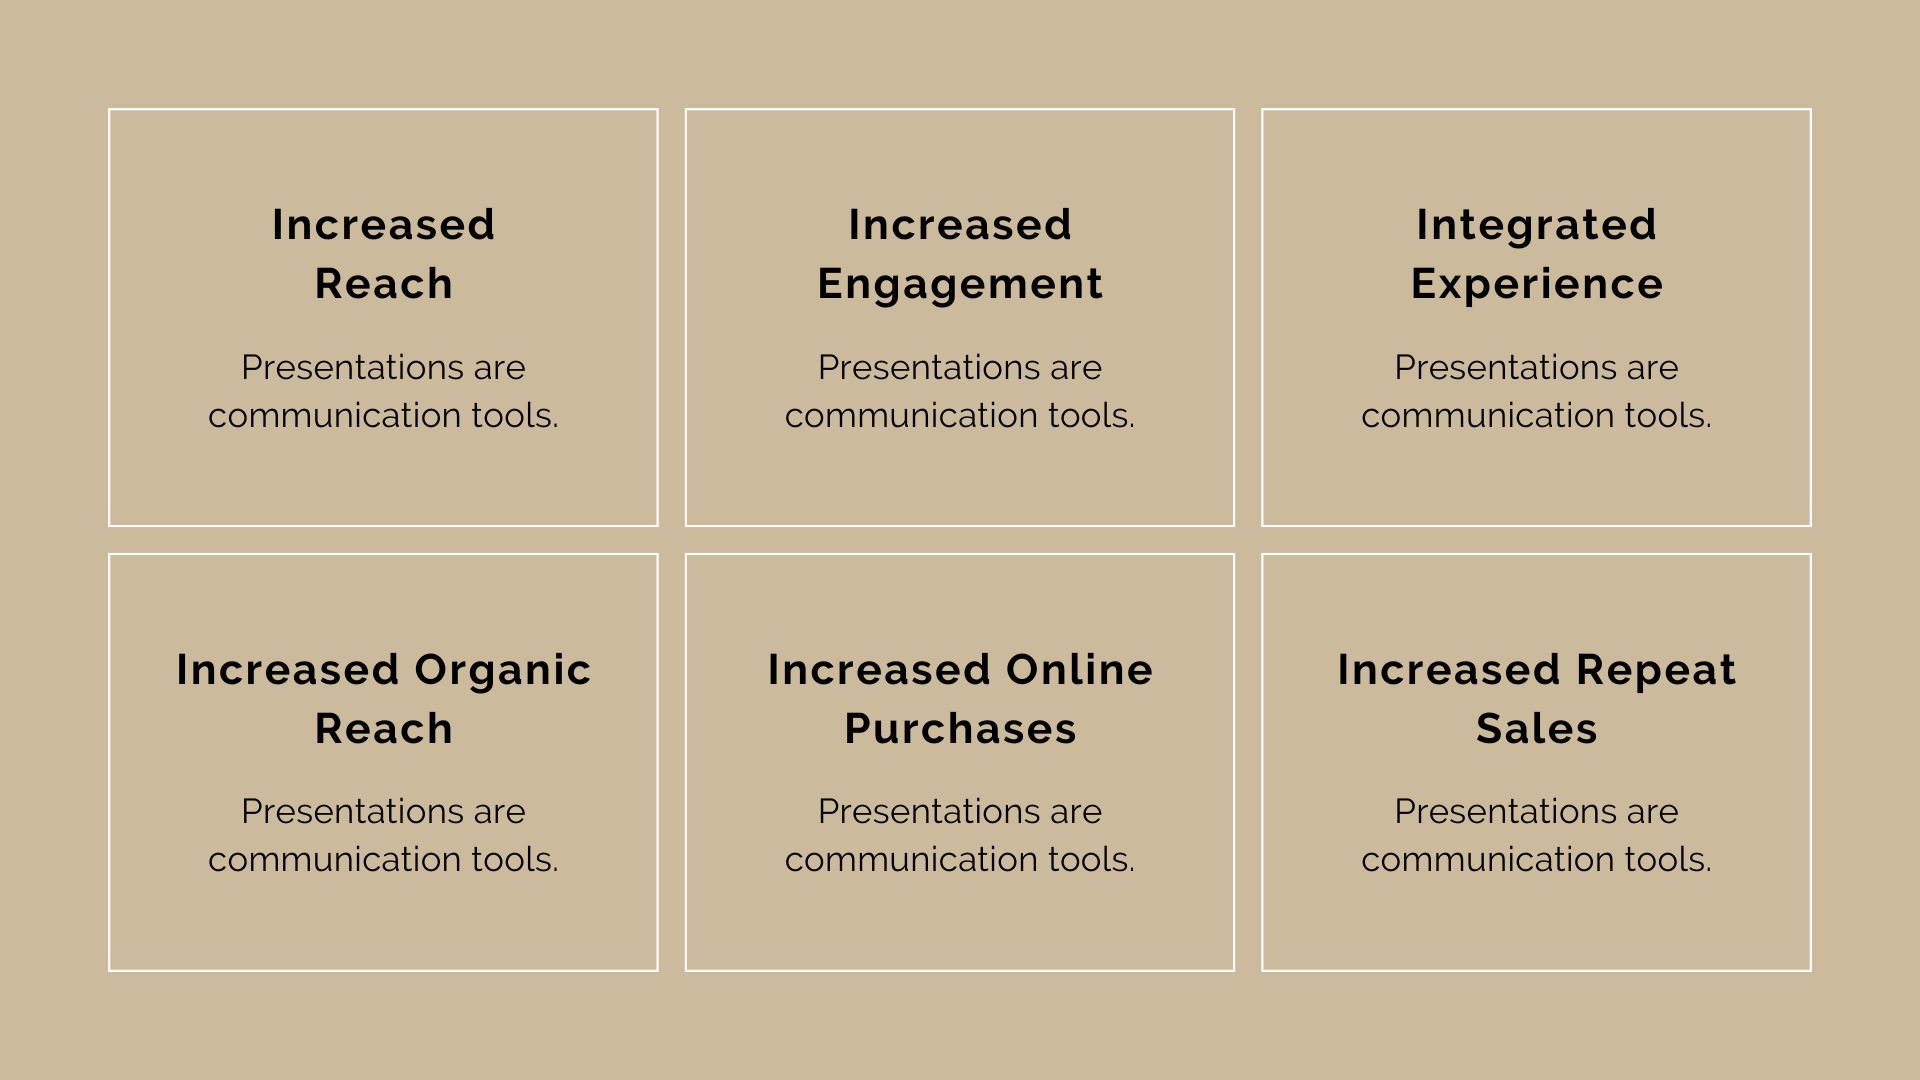 Increased
Reach
Presentations are
communication tools.
Increased
Engagement
Presentations are
communication tools.
Integrated
Experience
Presentations are
communication tools.
Increased Organic
Reach
Presentations are
communication tools.
Increased Online
Purchases
Presentations are
communication tools.
Increased Repeat
Sales
Presentations are
communication tools.